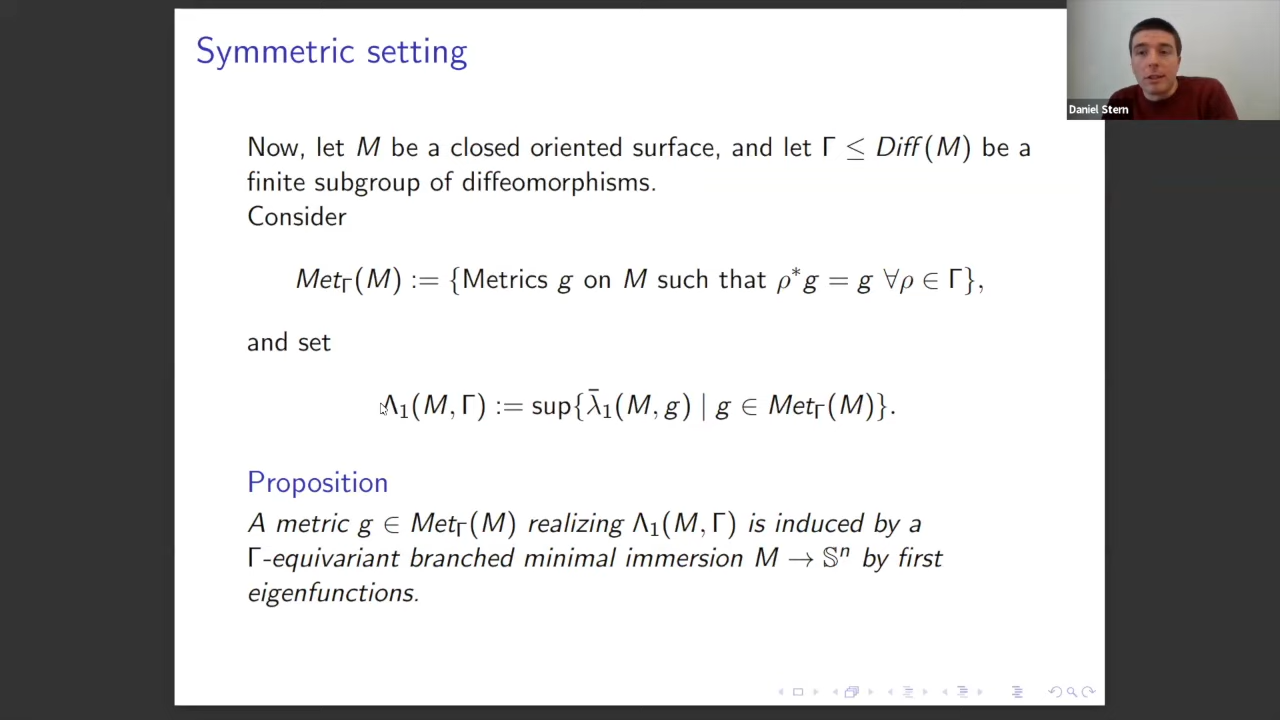 Symmetric setting
Daniel Stern
Now, let M be a closed oriented surface, and let Γ ≤ Diff(M) be a
finite subgroup of diffeomorphisms.
Consider
Met_Γ(M) := {Metrics g on M such that ρ*g = g ∀ρ ∈ Γ},
and set
Λ₁(M, Γ) := sup{λ̄₁(M, g) | g ∈ Met_Γ(M)}.
Proposition
A metric g ∈ Met_Γ(M) realizing Λ₁(M, Γ) is induced by a
Γ-equivariant branched minimal immersion M → 𝕊ⁿ by first
eigenfunctions.